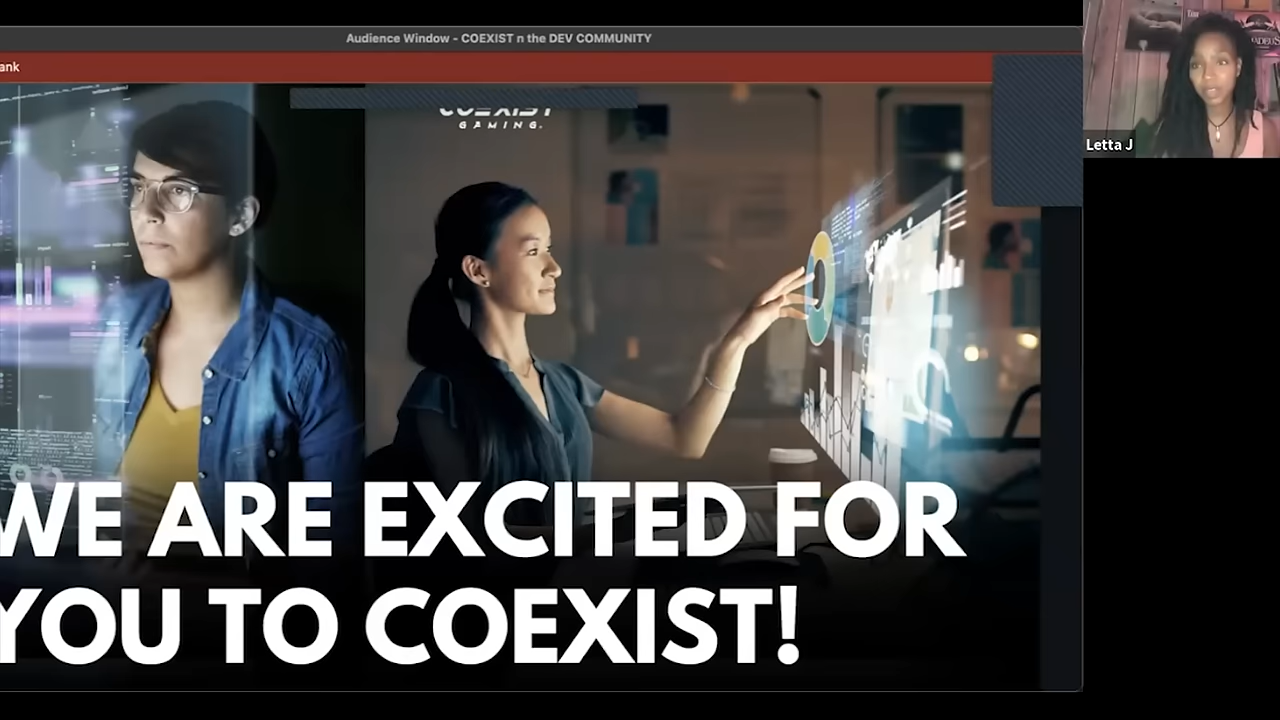 Audience Window - COEXIST n the DEV COMMUNITY
ank
COEXIST
GAMING.
Letta J
WE ARE EXCITED FOR
YOU TO COEXIST!